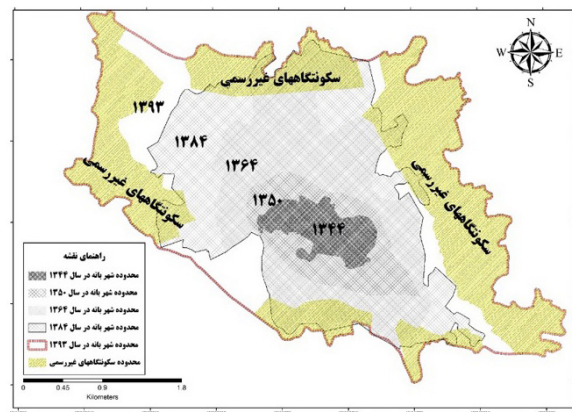 N
W E
S
سکونتگاههای غیررسمی
۱۳۹۳
۱۳۸۴
۱۳۶۴
سکونتگاههای غیررسمی
سکونتگاههای غیررسمی
۱۳۵۰
۱۳۴۴
راهنمای نقشه
محدوده شهر بانه در سال ۱۳۴۴
محدوده شهر بانه در سال ۱۳۵۰
محدوده شهر بانه در سال ۱۳۶۴
محدوده شهر بانه در سال ۱۳۸۴
محدوده شهر بانه در سال ۱۳۹۳
محدوده سکونتگاههای غیررسمی
0 0.45 0.9 1.8
Kilometers